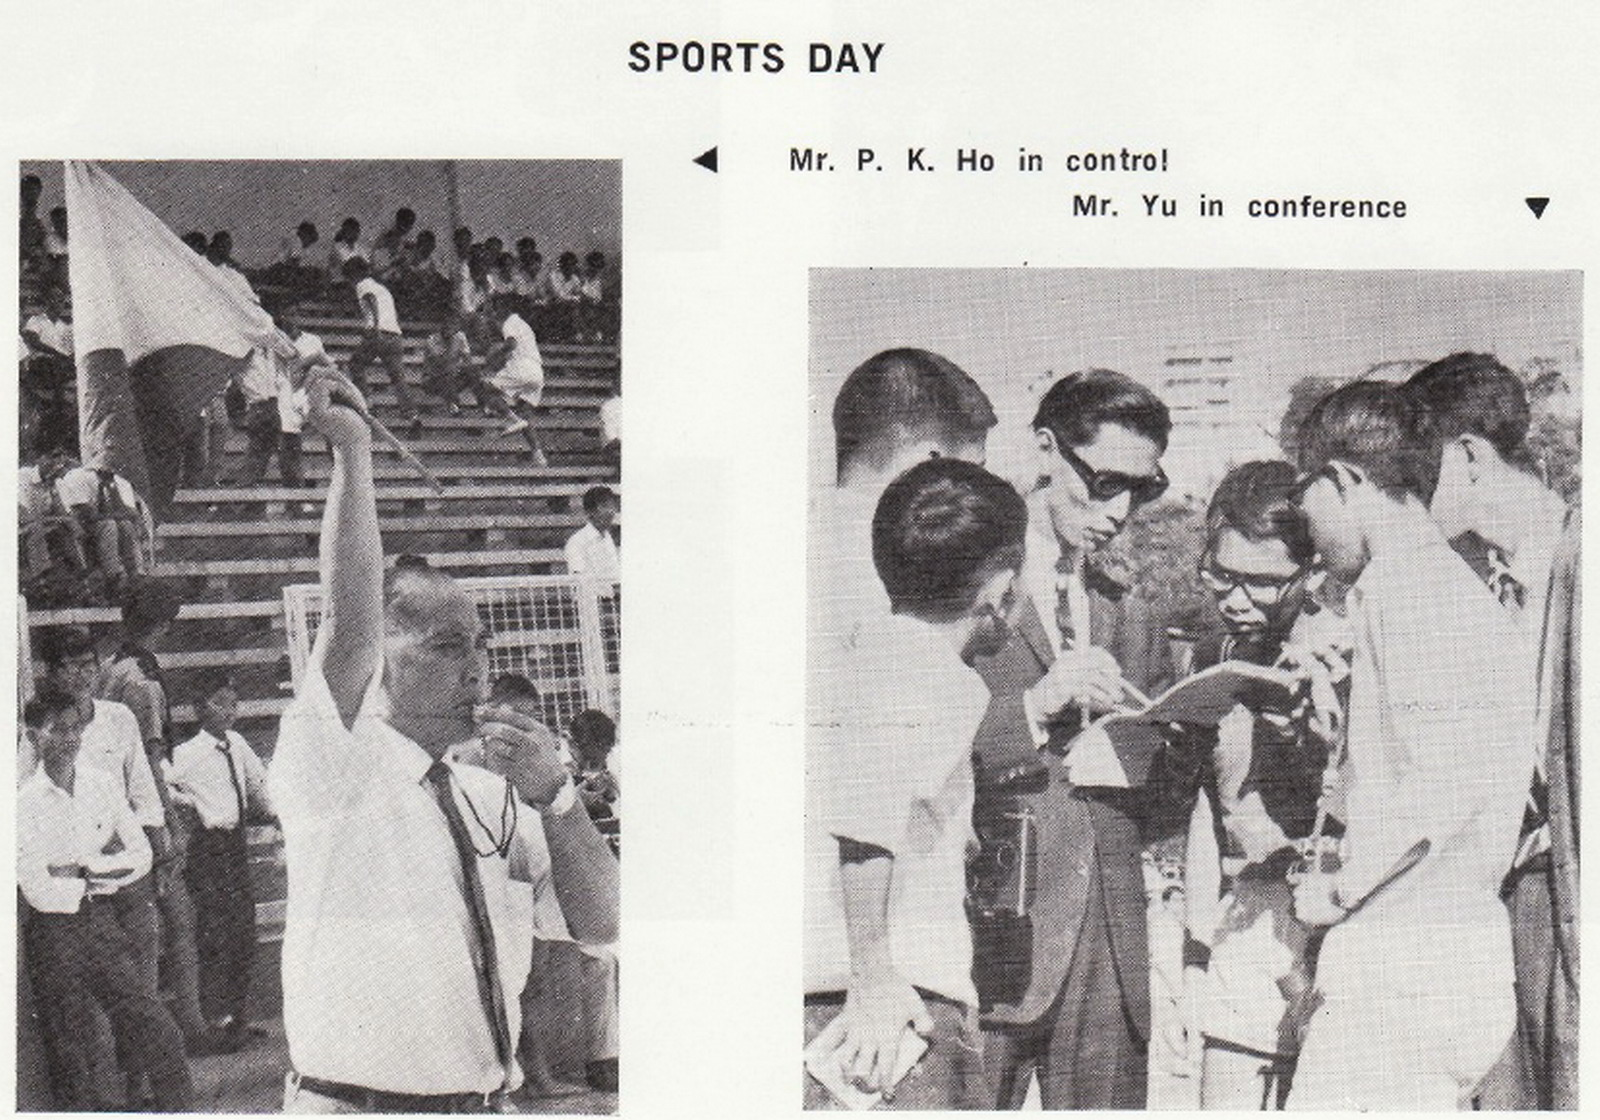 SPORTS DAY
Mr. P. K. Ho in control
Mr. Yu in conference